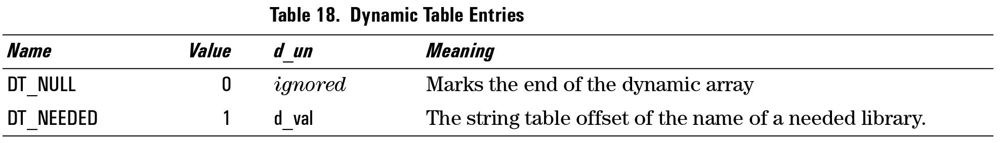 Table 18. Dynamic Table Entries
Name Value d_un Meaning
DT_NULL 0 ignored Marks the end of the dynamic array
DT_NEEDED 1 d_val The string table offset of the name of a needed library.